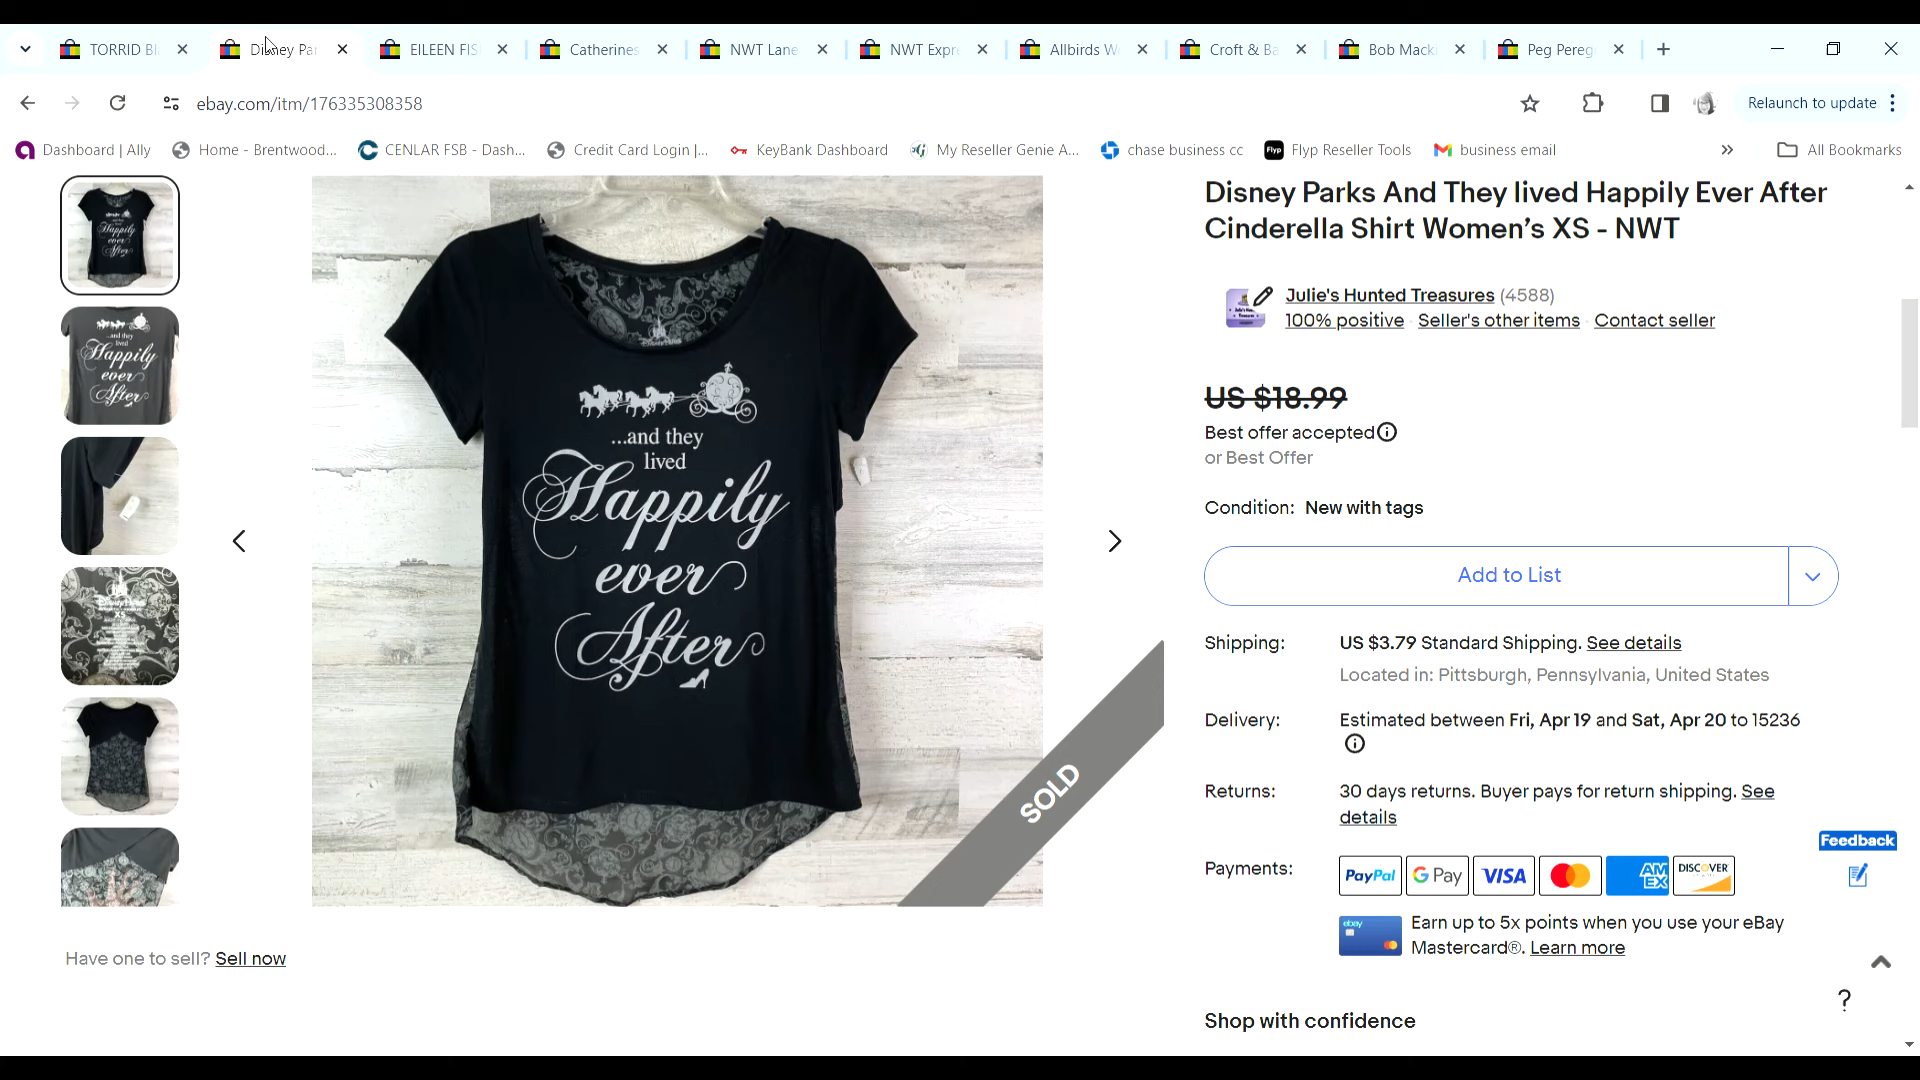 TORRID Bl
Disney Par
EILEEN FIS
Catherines
NWT Lane
NWT Expre
Allbirds W
Croft & Ba
Bob Macki
Peg Pereg
ebay.com/itm/176335308358
Relaunch to update
Dashboard | Ally
Home - Brentwood...
CENLAR FSB - Dash...
Credit Card Login |...
KeyBank Dashboard
My Reseller Genie A...
chase business cc
Flyp
Flyp Reseller Tools
business email
All Bookmarks
Disney Parks And They lived Happily Ever After
Cinderella Shirt Women's XS - NWT
Julie's Hunted Treasures (4588)
100% positive · Seller's other items · Contact seller
US $18.99
Best offer accepted
or Best Offer
Condition: New with tags
Add to List
Shipping: US $3.79 Standard Shipping. See details
Located in: Pittsburgh, Pennsylvania, United States
Delivery: Estimated between Fri, Apr 19 and Sat, Apr 20 to 15236
Returns: 30 days returns. Buyer pays for return shipping. See
details
Payments: PayPal G Pay VISA AM EX DISCOVER
ebay Earn up to 5x points when you use your eBay
Mastercard®. Learn more
Shop with confidence
Feedback
?
...and they
lived
Happily
ever
After
SOLD
Have one to sell? Sell now